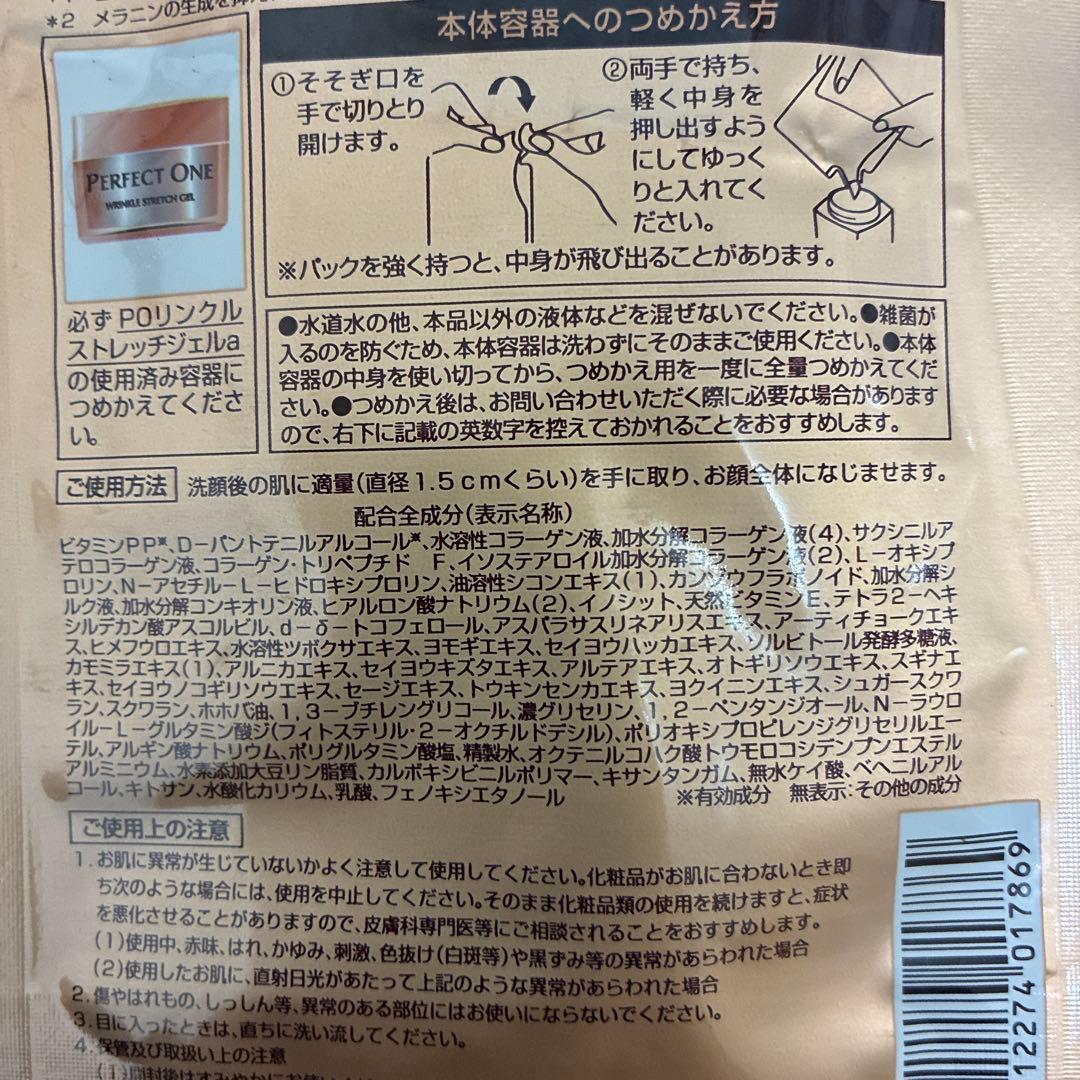 *2 メラニンの生成を抑え
本体容器へのつめかえ方
PERFECT ONE
WRINKLE STRETCH GEL
必ず POリンクル
ストレッチジェルa
の使用済み容器に
つめかえてくださ
い。
①そそぎ口を
手で切りとり
開けます。
②両手で持ち、
軽く中身を
押し出すよう
にしてゆっく
りと入れてく
ださい。
※パックを強く持つと、中身が飛び出ることがあります。
●水道水の他、本品以外の液体などを混ぜないでください。●雑菌が
入るのを防ぐため、本体容器は洗わずにそのままご使用ください。●本体
容器の中身を使い切ってから、つめかえ用を一度に全量つめかえてくだ
さい。●つめかえ後は、お問い合わせいただく際に必要な場合があります
ので、右下に記載の英数字を控えておかれることをおすすめします。
ご使用方法 洗顔後の肌に適量(直径1.5cmくらい)を手に取り、お顔全体になじませます。
配合全成分(表示名称)
ビタミンPP※、D－パントテニルアルコール※、水溶性コラーゲン液、加水分解コラーゲン液(4)、サクシニルア
テロコラーゲン液、コラーゲン・トリペプチド F、イソステアロイル加水分解コラーゲン液(2)、L－オキシプ
ロリン、N－アセチル－L－ヒドロキシプロリン、油溶性シコンエキス(1)、カンゾウフラボノイド、加水分解シ
ルク液、加水分解コンキオリン液、ヒアルロン酸ナトリウム(2)、イノシット、天然ビタミンE、テトラ2－ヘキ
シルデカン酸アスコルビル、d－δ－トコフェロール、アスパラサスリネアリスエキス、アーティチョークエキ
ス、ヒメフウロエキス、水溶性ツボクサエキス、ヨモギエキス、セイヨウハッカエキス、ソルビトール発酵多糖液、
カモミラエキス(1)、アルニカエキス、セイヨウキズタエキス、アルテアエキス、オトギリソウエキス、スギナエ
キス、セイヨウノコギリソウエキス、セージエキス、トウキンセンカエキス、ヨクイニンエキス、シュガースクワ
ラン、スクワラン、ホホバ油、1,3－ブチレングリコール、濃グリセリン、1,2－ペンタンジオール、N－ラウロ
イル－L－グルタミン酸ジ(フィトステリル・2－オクチルドデシル)、ポリオキシプロピレンジグリセリルエー
テル、アルギン酸ナトリウム、ポリグルタミン酸塩、精製水、オクテニルコハク酸トウモロコシデンプンエステル
アルミニウム、水素添加大豆リン脂質、カルボキシビニルポリマー、キサンタンガム、無水ケイ酸、ベヘニルアル
コール、キトサン、水酸化カリウム、乳酸、フェノキシエタノール ※有効成分 無表示：その他の成分
ご使用上の注意
1. お肌に異常が生じていないかよく注意して使用してください。化粧品がお肌に合わないとき即
ち次のような場合には、使用を中止してください。そのまま化粧品類の使用を続けますと、症状
を悪化させることがありますので、皮膚科専門医等にご相談されることをおすすめします。
(1)使用中、赤味、はれ、かゆみ、刺激、色抜け(白斑等)や黒ずみ等の異常があらわれた場合
(2)使用したお肌に、直射日光があたって上記のような異常があらわれた場合
2. 傷やはれもの、しっしん等、異常のある部位にはお使いにならないでください。
3. 目に入ったときは、直ちに洗い流してください。
4. 保管及び取扱い上の注意
(1)開封後はすみやかにお使い
12274 017869